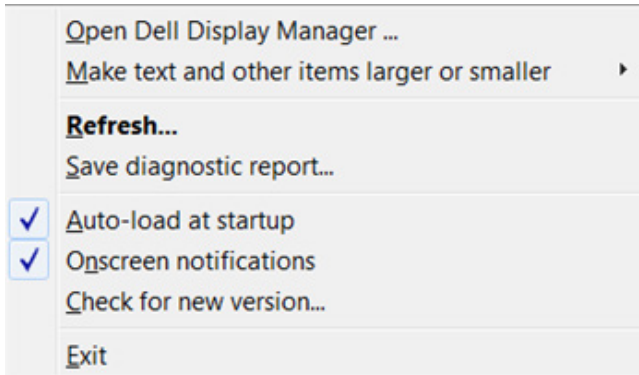 Open Dell Display Manager ...
Make text and other items larger or smaller
Refresh...
Save diagnostic report...
Auto-load at startup
Onscreen notifications
Check for new version...
Exit